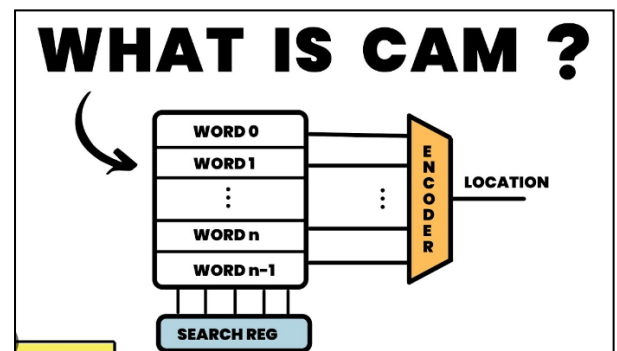 WHAT IS CAM ?
WORD 0
WORD 1
⋮ ⋮
WORD n
WORD n-1
ENCODER
LOCATION
SEARCH REG